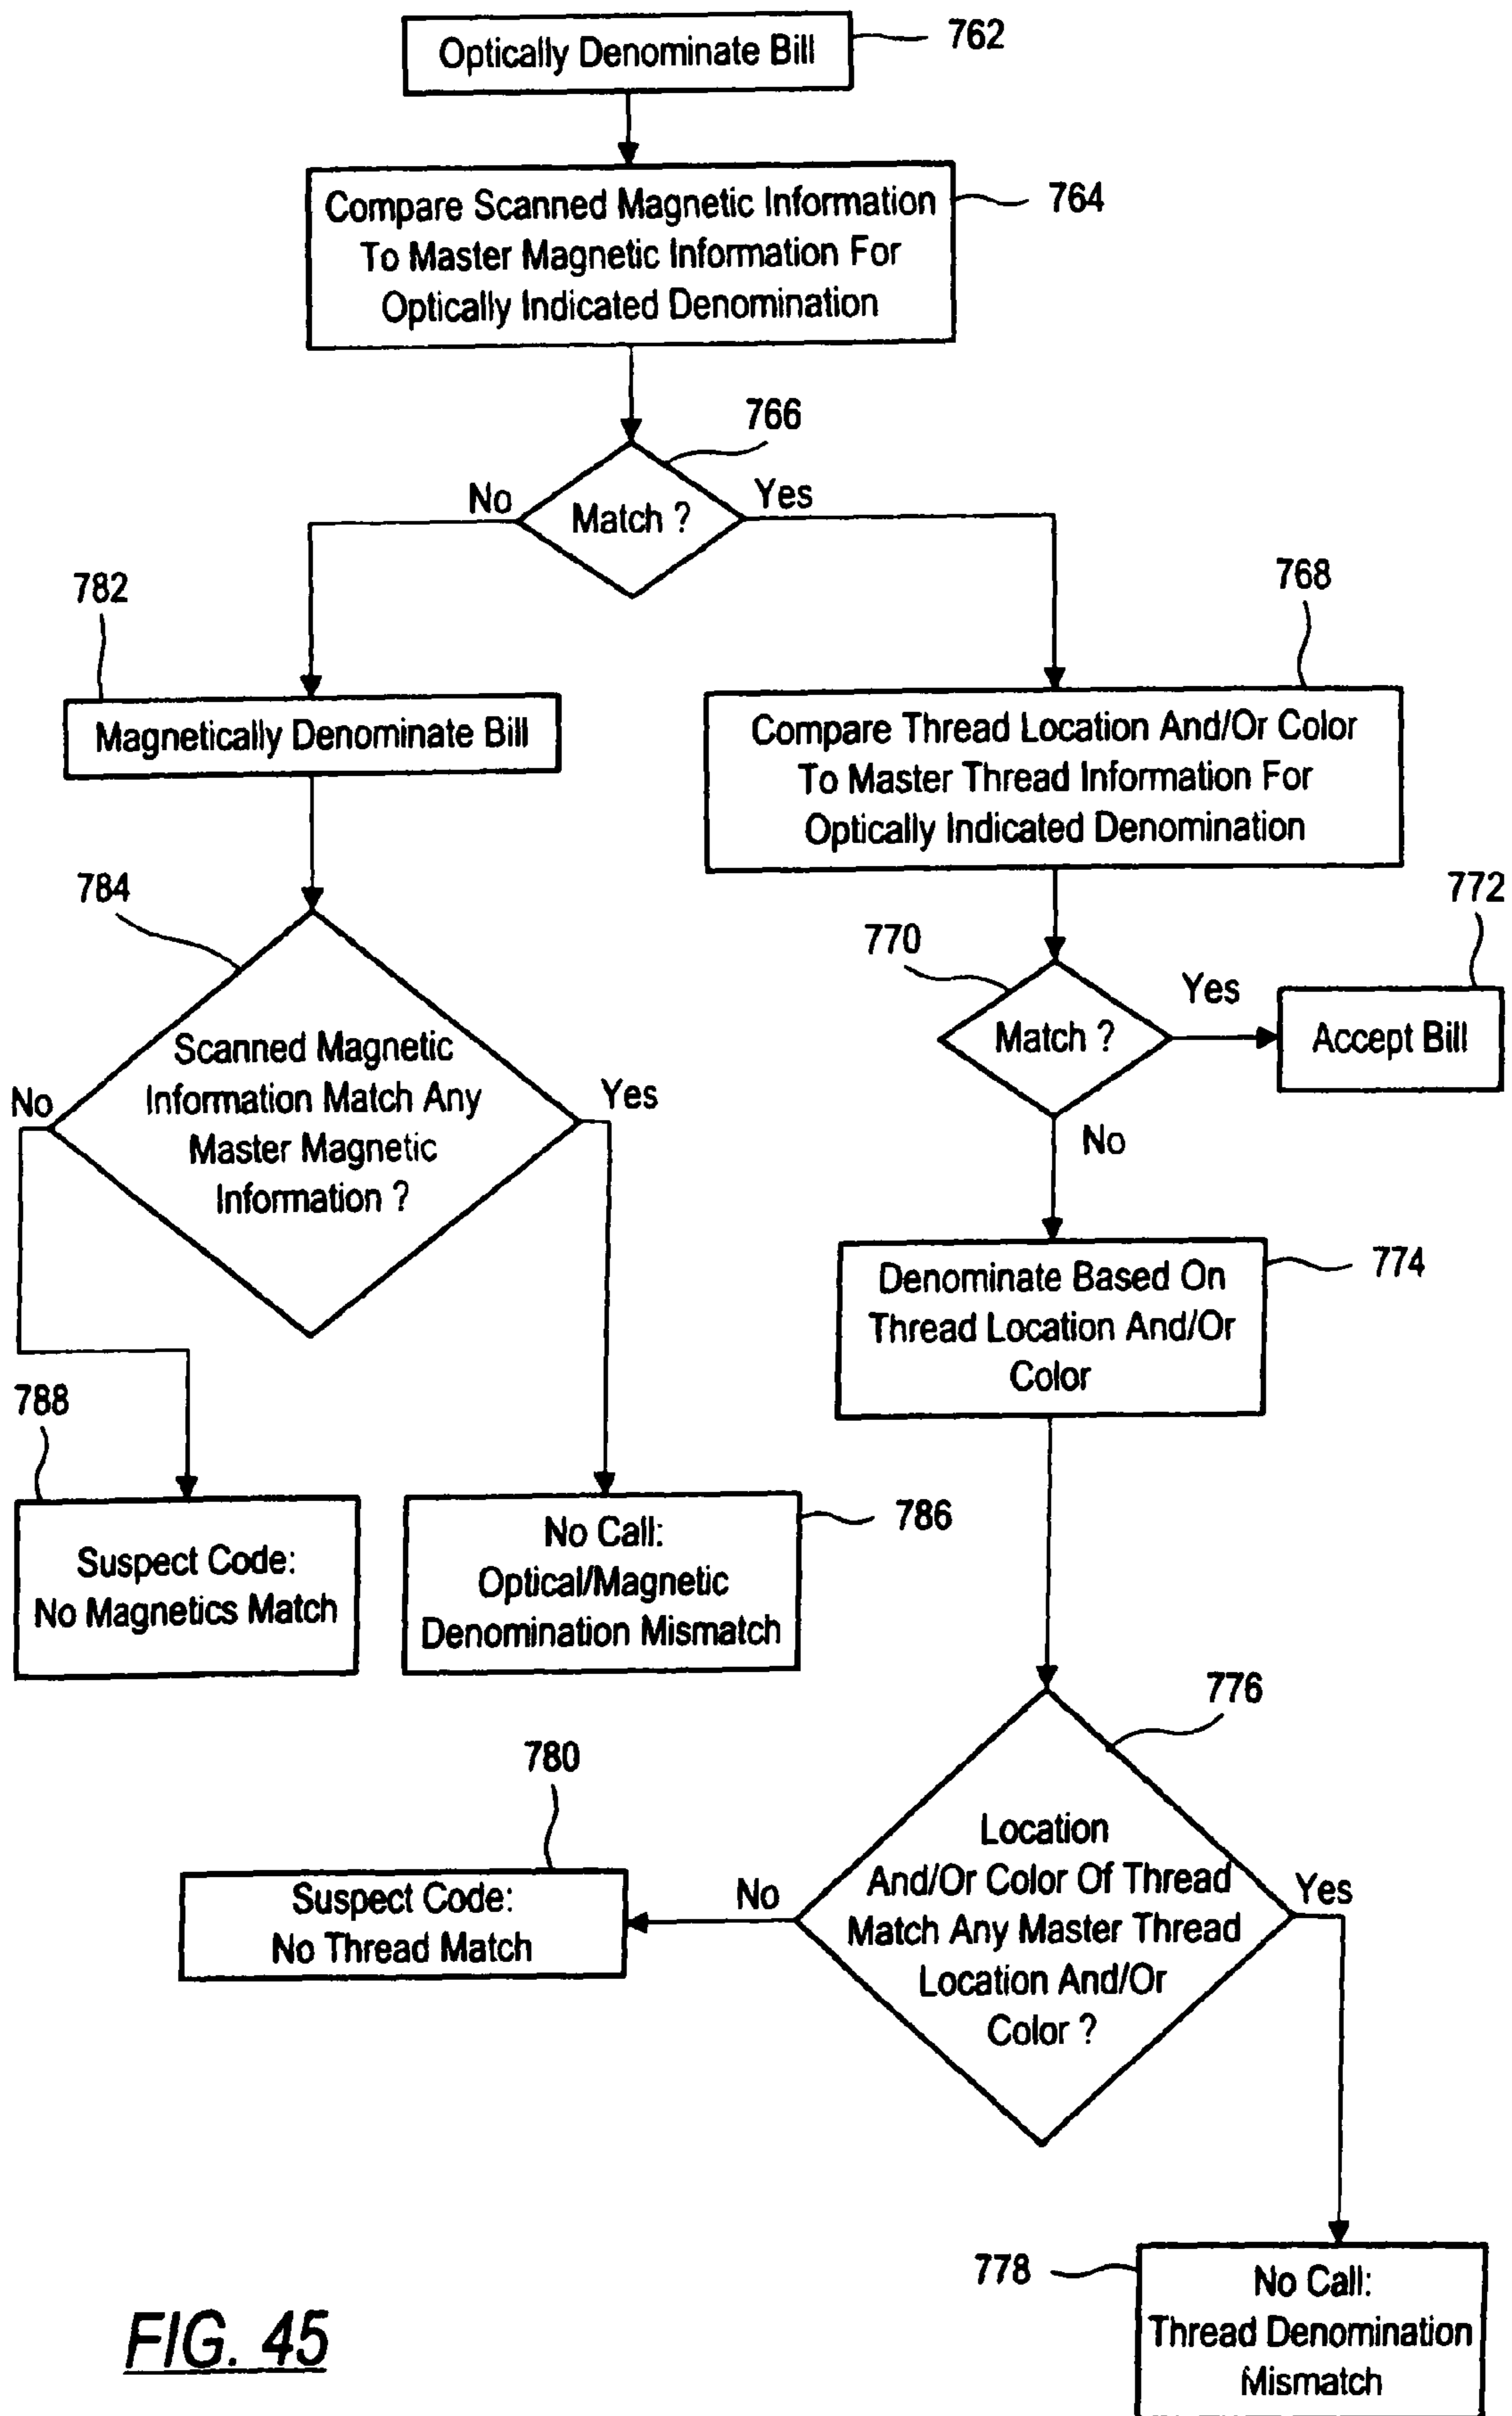 Optically Denominate Bill
762
Compare Scanned Magnetic Information
To Master Magnetic Information For
Optically Indicated Denomination
764
766
Match ?
No
Yes
782
Magnetically Denominate Bill
768
Compare Thread Location And/Or Color
To Master Thread Information For
Optically Indicated Denomination
784
Scanned Magnetic
Information Match Any
Master Magnetic
Information ?
No
Yes
770
Match ?
Yes
772
Accept Bill
No
Denominate Based On
Thread Location And/Or
Color
774
788
Suspect Code:
No Magnetics Match
No Call:
Optical/Magnetic
Denomination Mismatch
786
776
Location
And/Or Color Of Thread
Match Any Master Thread
Location And/Or
Color ?
No
Yes
780
Suspect Code:
No Thread Match
778
No Call:
Thread Denomination
Mismatch
FIG. 45